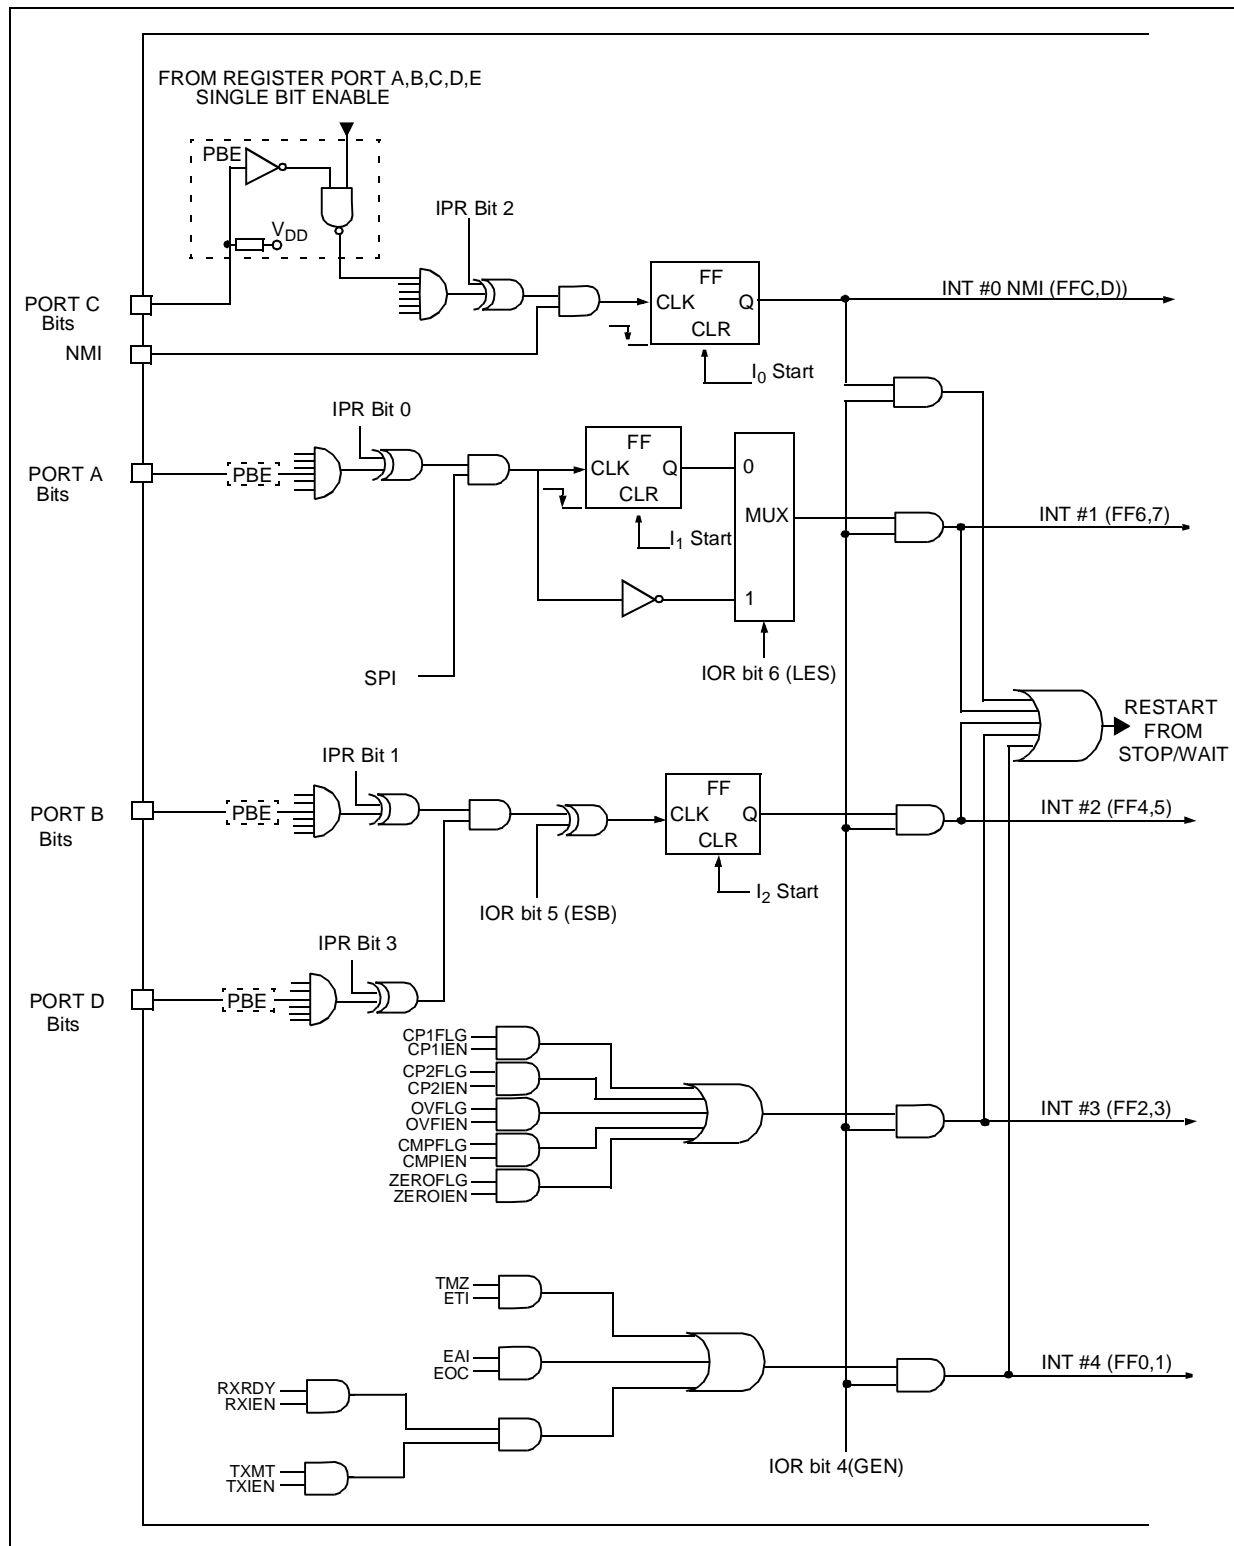 FROM REGISTER PORT A,B,C,D,E
SINGLE BIT ENABLE
PBE
VDD
IPR Bit 2
PORT C
Bits
NMI
FF
CLK
Q
CLR
I0 Start
INT #0 NMI (FFC,D))
IPR Bit 0
PORT A
Bits
PBE
FF
CLK
Q
CLR
I1 Start
0
MUX
1
INT #1 (FF6,7)
SPI
IOR bit 6 (LES)
RESTART
FROM
STOP/WAIT
IPR Bit 1
PORT B
Bits
PBE
FF
CLK
Q
CLR
I2 Start
INT #2 (FF4,5)
IOR bit 5 (ESB)
IPR Bit 3
PORT D
Bits
PBE
CP1FLG
CP1IEN
CP2FLG
CP2IEN
OVFLG
OVFIEN
CMPFLG
CMPIEN
ZEROFLG
ZEROIEN
INT #3 (FF2,3)
TMZ
ETI
EAI
EOC
RXRDY
RXIEN
TXMT
TXIEN
INT #4 (FF0,1)
IOR bit 4(GEN)